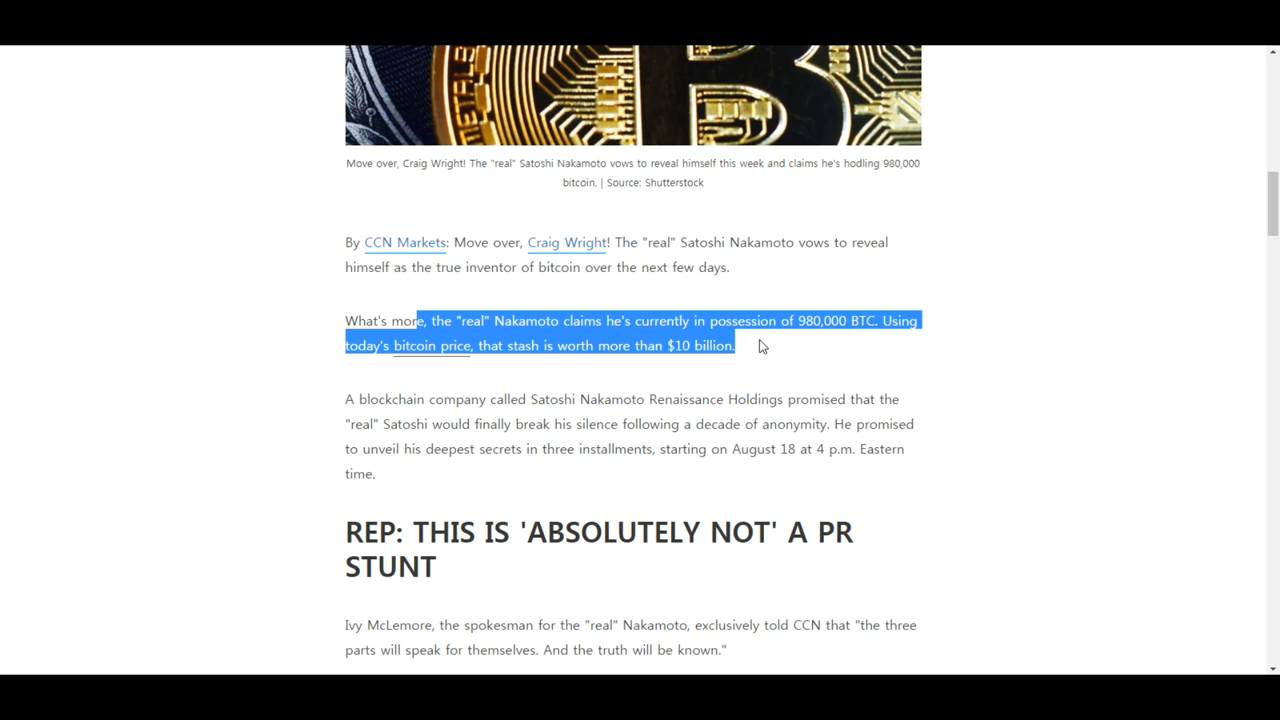 METALS
Move over, Craig Wright! The "real" Satoshi Nakamoto vows to reveal himself this week and claims he's hodling 980,000
bitcoin. | Source: Shutterstock
By CCN Markets: Move over, Craig Wright! The "real" Satoshi Nakamoto vows to reveal
himself as the true inventor of bitcoin over the next few days.
What's more, the "real" Nakamoto claims he's currently in possession of 980,000 BTC. Using
today's bitcoin price, that stash is worth more than $10 billion.
A blockchain company called Satoshi Nakamoto Renaissance Holdings promised that the
"real" Satoshi would finally break his silence following a decade of anonymity. He promised
to unveil his deepest secrets in three installments, starting on August 18 at 4 p.m. Eastern
time.
REP: THIS IS 'ABSOLUTELY NOT' A PR
STUNT
Ivy McLemore, the spokesman for the "real" Nakamoto, exclusively told CCN that "the three
parts will speak for themselves. And the truth will be known."